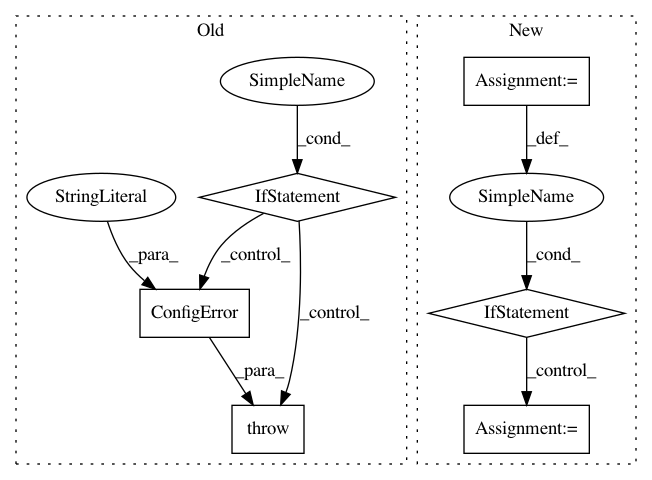 Old
New
SimpleName
Assignment:=
_cond_
_def_
StringLiteral
IfStatement
SimpleName
_para_
_control_
_cond_
ConfigError
_control_
IfStatement
_para_
_control_
throw
Assignment:=